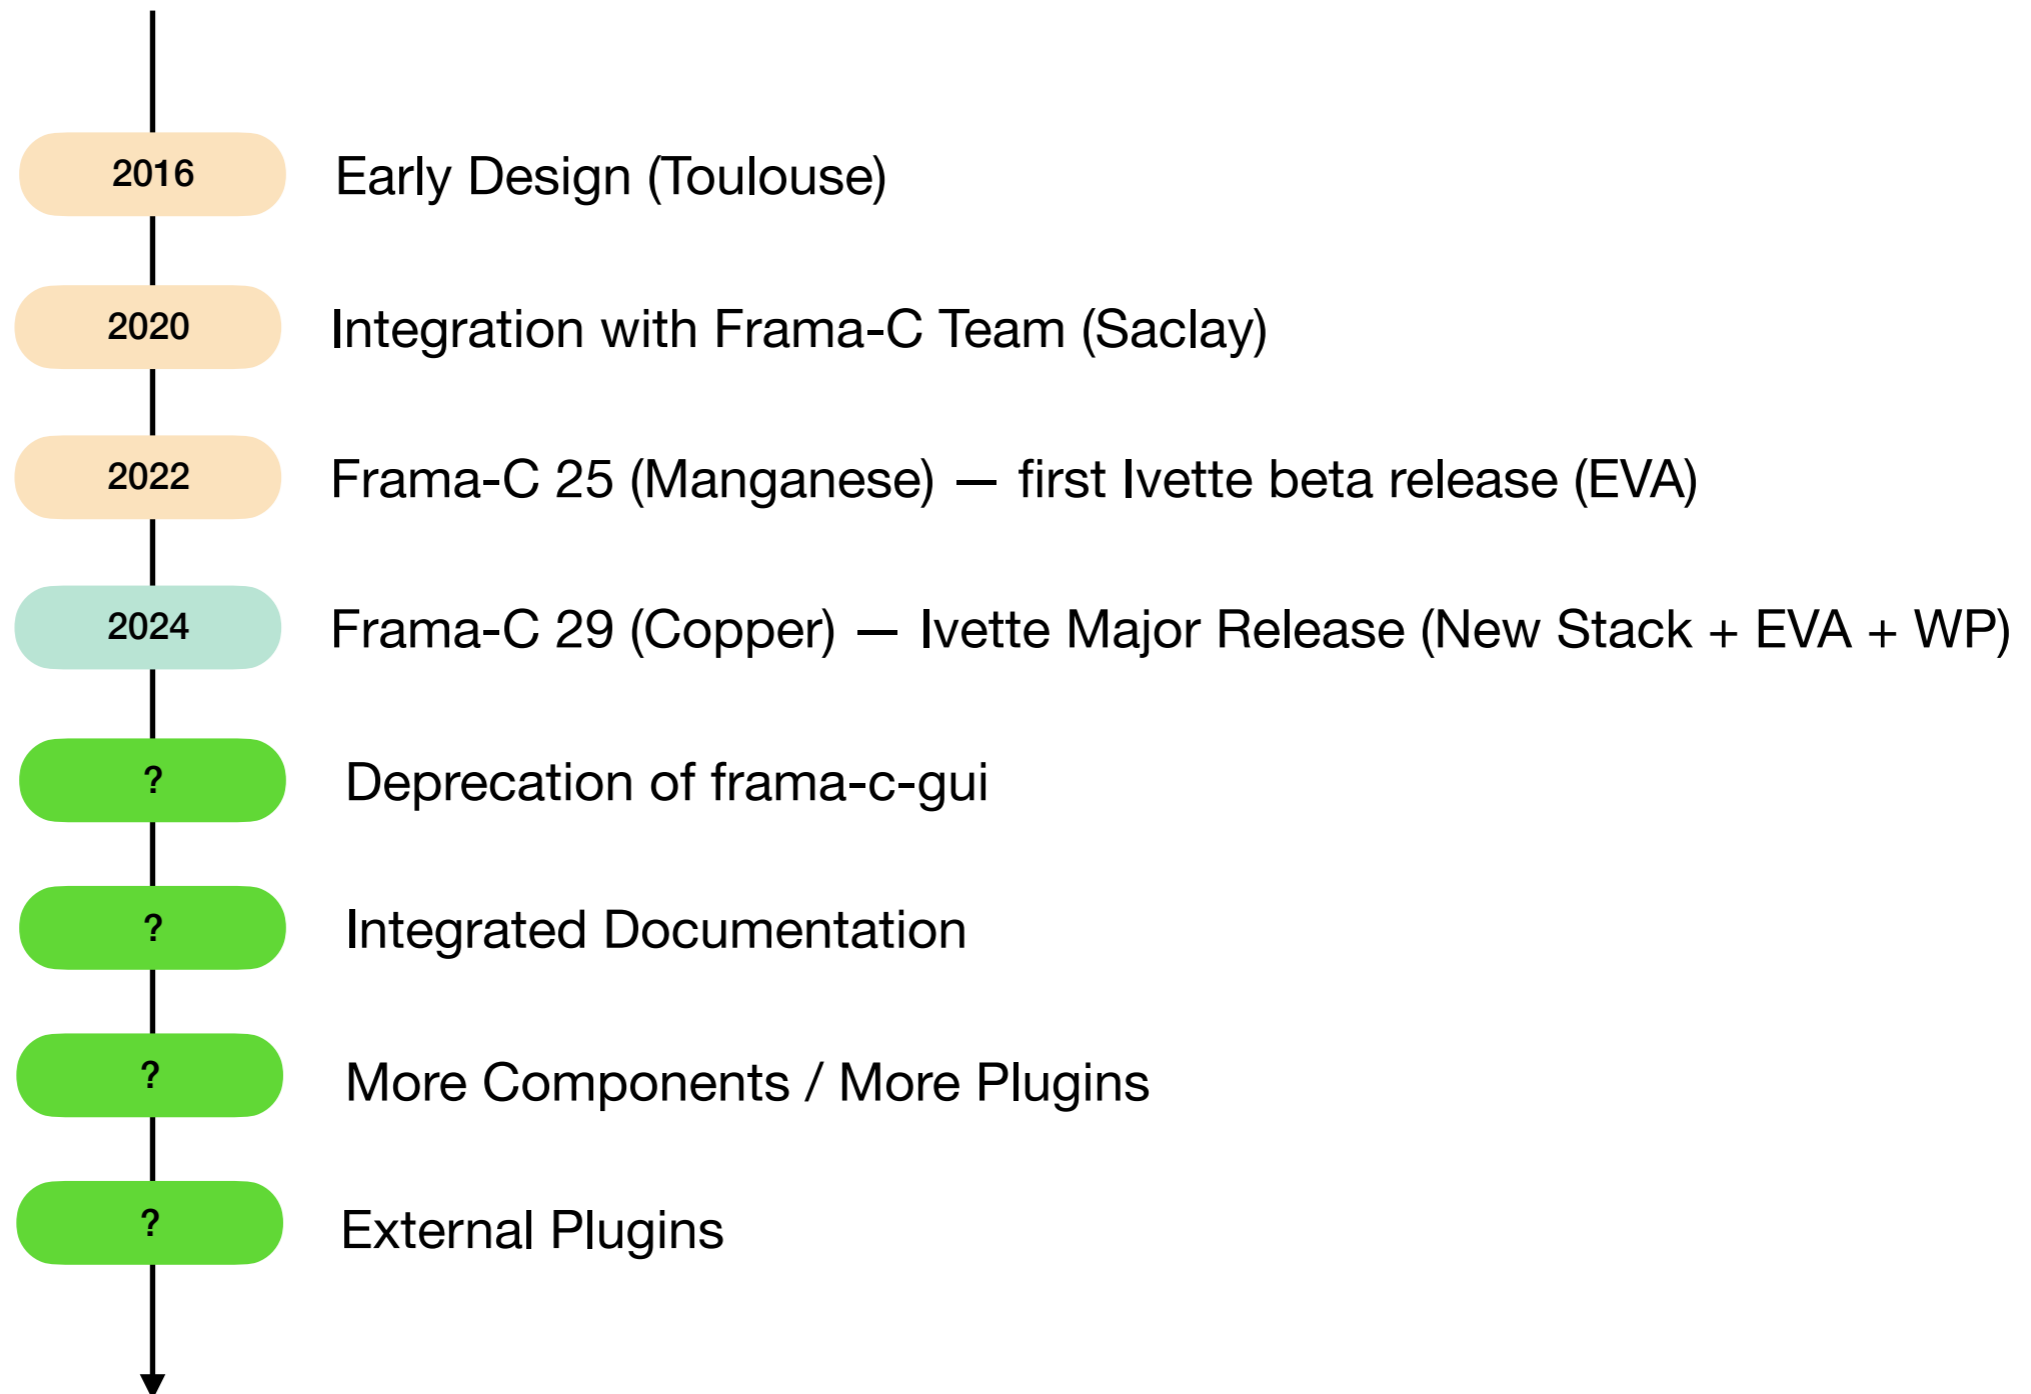 2016 Early Design (Toulouse)
2020 Integration with Frama-C Team (Saclay)
2022 Frama-C 25 (Manganese) — first Ivette beta release (EVA)
2024 Frama-C 29 (Copper) — Ivette Major Release (New Stack + EVA + WP)
? Deprecation of frama-c-gui
? Integrated Documentation
? More Components / More Plugins
? External Plugins